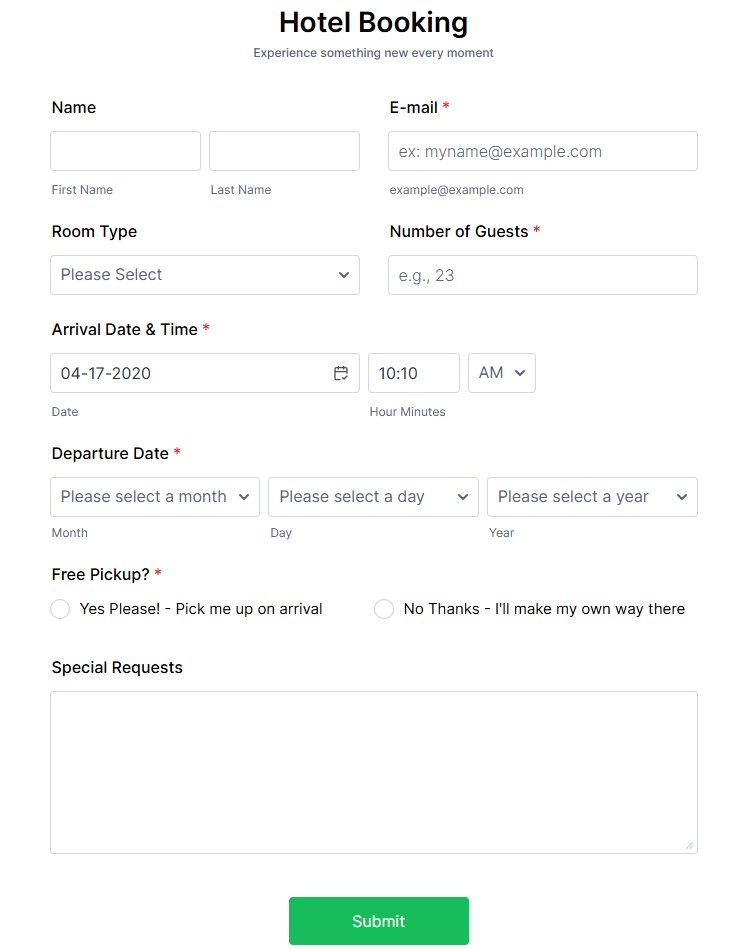 Hotel Booking
Experience something new every moment
Name
E-mail *
ex: myname@example.com
First Name
Last Name
example@example.com
Room Type
Number of Guests *
Please Select
e.g., 23
Arrival Date & Time *
04-17-2020
10:10
AM
Date
Hour Minutes
Departure Date *
Please select a month
Please select a day
Please select a year
Month
Day
Year
Free Pickup? *
Yes Please! - Pick me up on arrival
No Thanks - I'll make my own way there
Special Requests
Submit